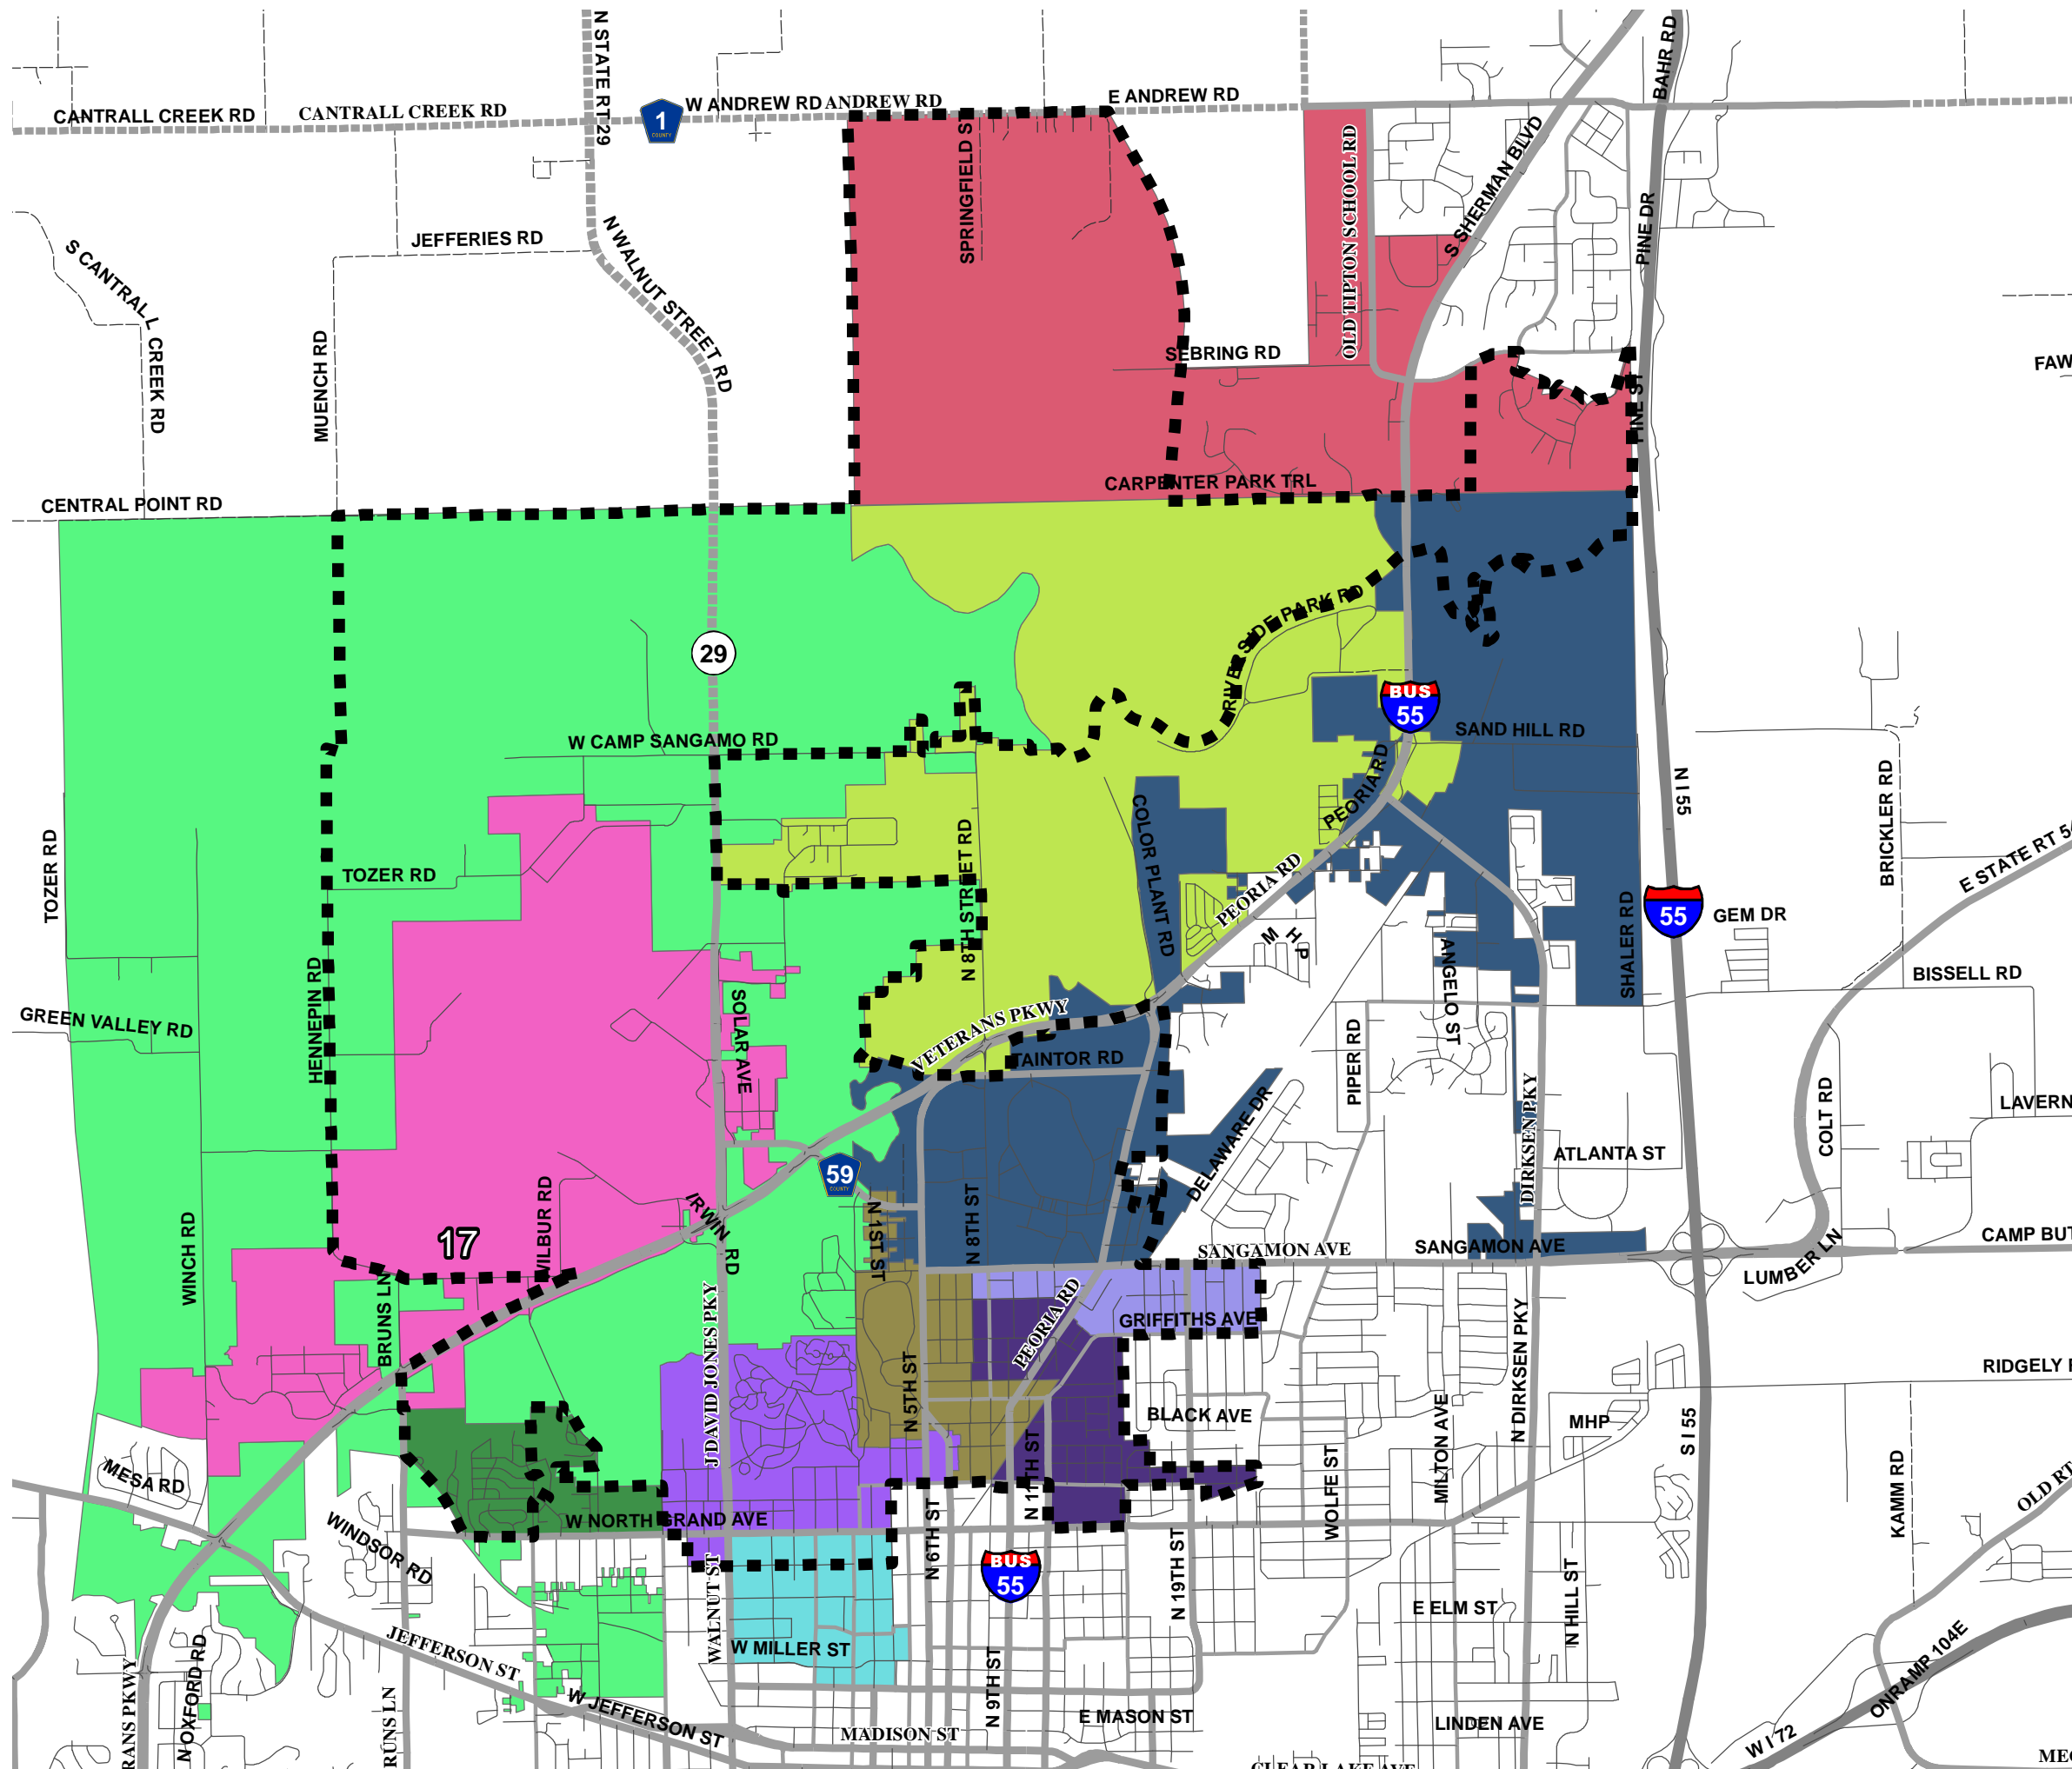 N STATE RT 29
BAHR RD
CANTRALL CREEK RD
CANTRALL CREEK RD
1
COUNTY
W ANDREW RD
ANDREW RD
E ANDREW RD
SPRINGFIELD ST
OLD TIPTON SCHOOL RD
S SHERMAN BLVD
PINE DR
S CANTRALL CREEK RD
JEFFERIES RD
N WALNUT STREET RD
MUENCH RD
SEBRING RD
PINE ST
CENTRAL POINT RD
CARPENTER PARK TRL
RIVERSIDE PARK RD
29
BUS
55
SAND HILL RD
W CAMP SANGAMO RD
PEORIA RD
N I 55
BRICKLER RD
COLOR PLANT RD
TOZER RD
TOZER RD
N 8TH STREET RD
PEORIA RD
E STATE RT 54
55
GEM DR
M H P
ANGELO ST
SHALER RD
BISSELL RD
HENNEPIN RD
SOLAR AVE
GREEN VALLEY RD
VETERANS PKWY
TAINTOR RD
PIPER RD
DIRKSEN PKY
COLT RD
LAVERN
DELAWARE DR
ATLANTA ST
59
COUNTY
WILBUR RD
IRWIN RD
N 1ST ST
N 8TH ST
WINCH RD
17
SANGAMON AVE
SANGAMON AVE
CAMP BUT
LUMBER LN
BRUNS LN
J DAVID JONES PKY
PEORIA RD
GRIFFITHS AVE
N 5TH ST
N DIRKSEN PKY
RIDGELY
BLACK AVE
MILTON AVE
MHP
S I 55
MESA RD
N 11TH ST
WOLFE ST
KAMM RD
OLD RT
WINDSOR RD
W NORTH GRAND AVE
N 6TH ST
N 19TH ST
BUS
55
WALNUT ST
E ELM ST
N HILL ST
JEFFERSON ST
W MILLER ST
N OXFORD RD
RANS PKWY
RUNS LN
W JEFFERSON ST
N 9TH ST
E MASON ST
MADISON ST
LINDEN AVE
ONRAMP 104E
W I 72
CLEAR LAKE AVE